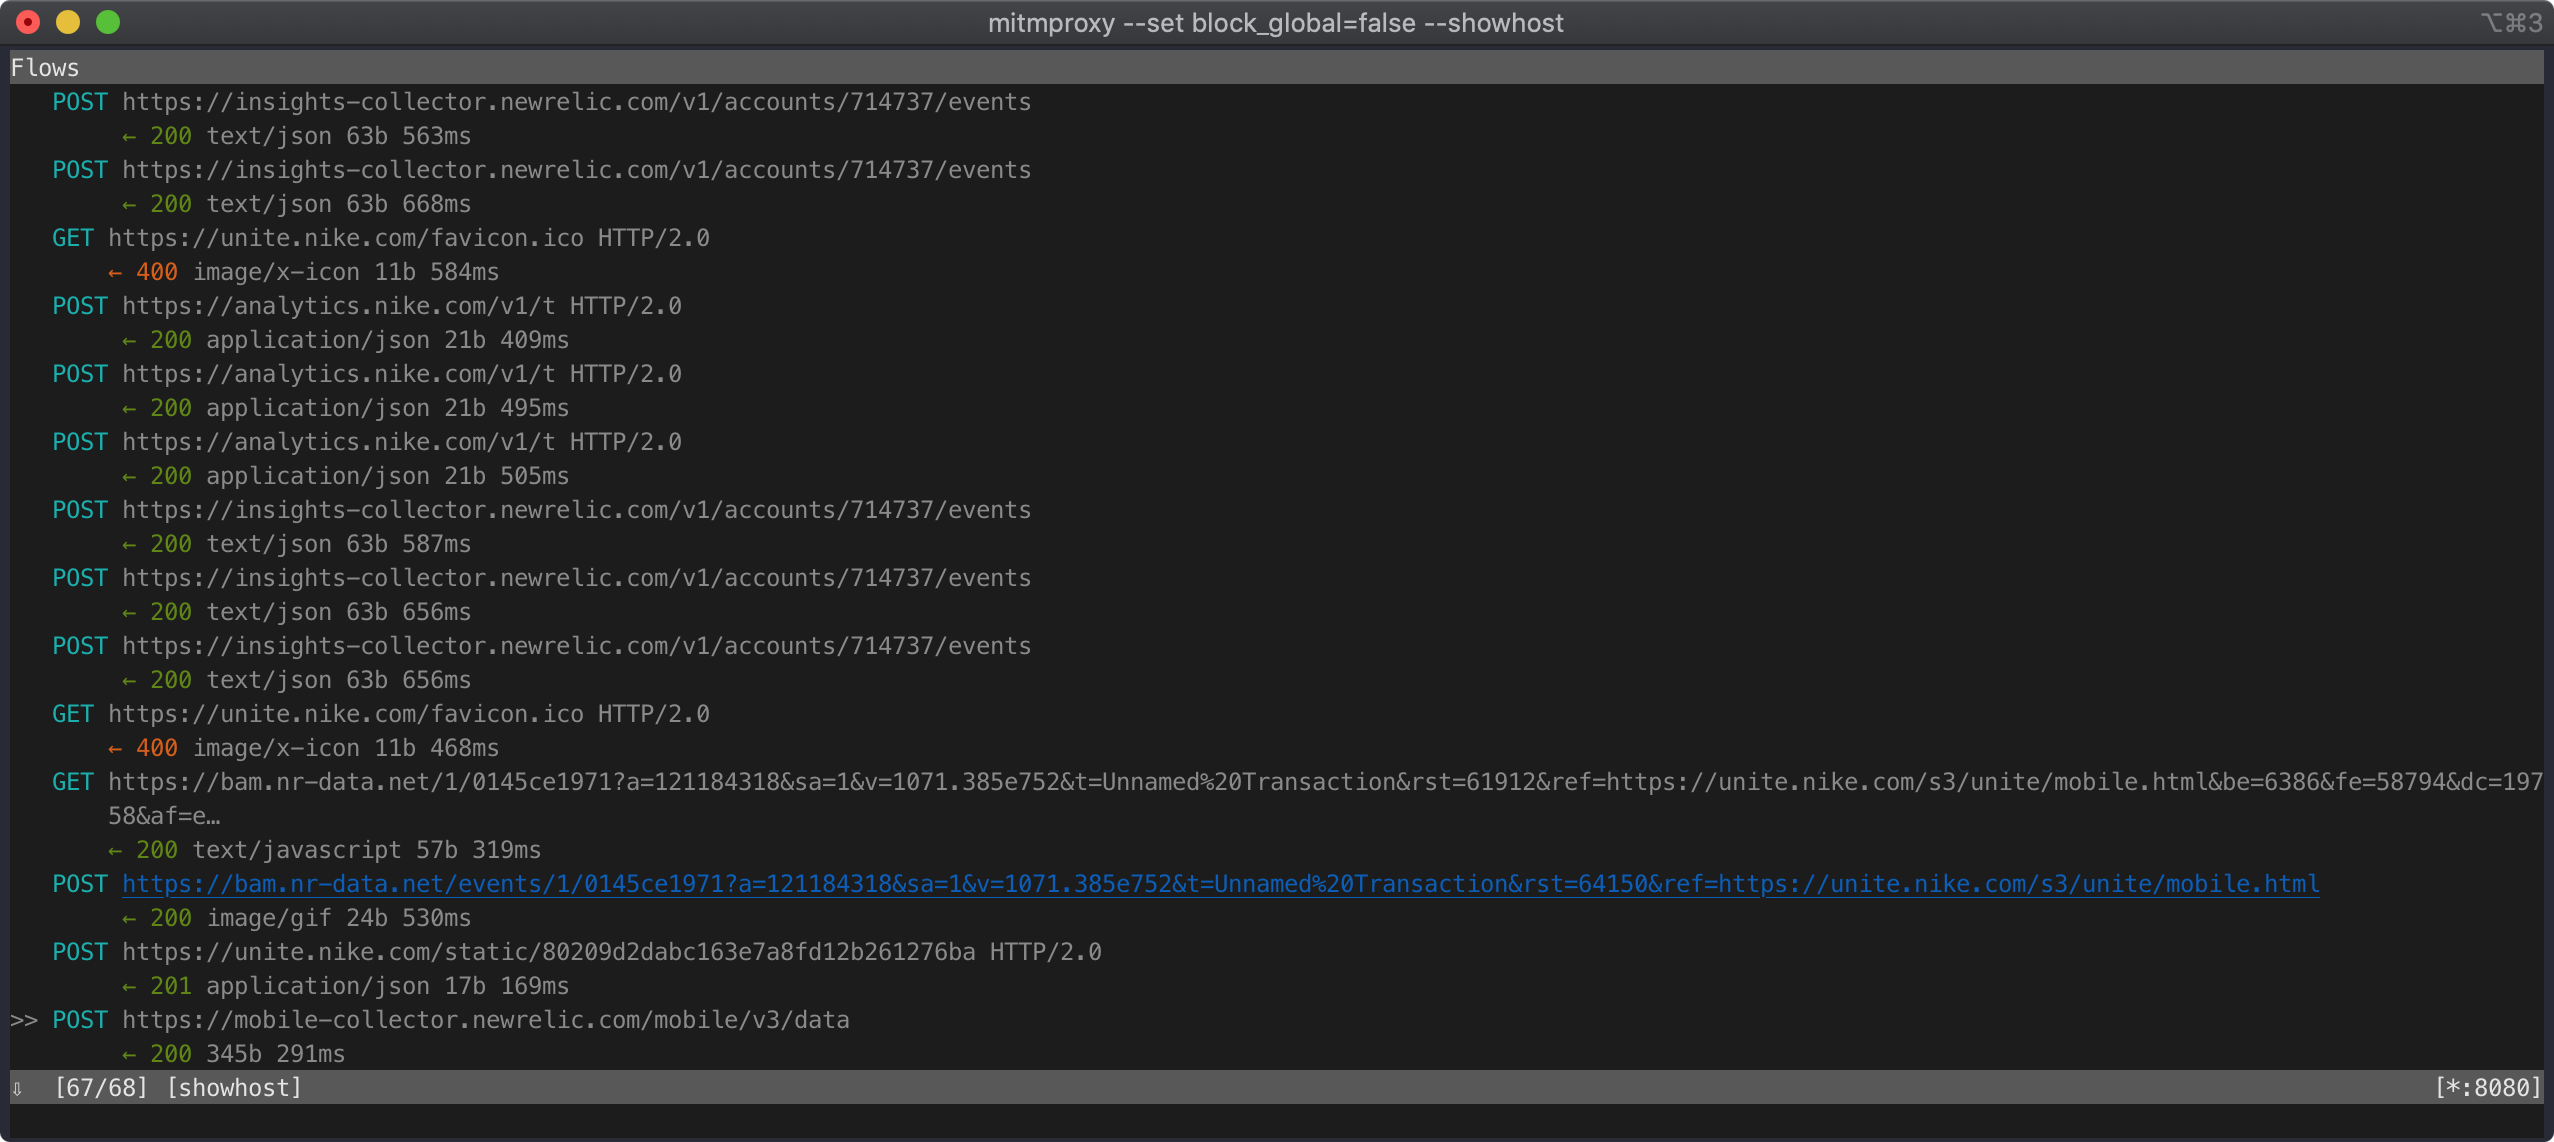 mitmproxy --set block_global=false --showhost ⌥⌘3
Flows
POST https://insights-collector.newrelic.com/v1/accounts/714737/events
← 200 text/json 63b 563ms
POST https://insights-collector.newrelic.com/v1/accounts/714737/events
← 200 text/json 63b 668ms
GET https://unite.nike.com/favicon.ico HTTP/2.0
← 400 image/x-icon 11b 584ms
POST https://analytics.nike.com/v1/t HTTP/2.0
← 200 application/json 21b 409ms
POST https://analytics.nike.com/v1/t HTTP/2.0
← 200 application/json 21b 495ms
POST https://analytics.nike.com/v1/t HTTP/2.0
← 200 application/json 21b 505ms
POST https://insights-collector.newrelic.com/v1/accounts/714737/events
← 200 text/json 63b 587ms
POST https://insights-collector.newrelic.com/v1/accounts/714737/events
← 200 text/json 63b 656ms
POST https://insights-collector.newrelic.com/v1/accounts/714737/events
← 200 text/json 63b 656ms
GET https://unite.nike.com/favicon.ico HTTP/2.0
← 400 image/x-icon 11b 468ms
GET https://bam.nr-data.net/1/0145ce1971?a=121184318&sa=1&v=1071.385e752&t=Unnamed%20Transaction&rst=61912&ref=https://unite.nike.com/s3/unite/mobile.html&be=6386&fe=58794&dc=197
58&af=e…
← 200 text/javascript 57b 319ms
POST https://bam.nr-data.net/events/1/0145ce1971?a=121184318&sa=1&v=1071.385e752&t=Unnamed%20Transaction&rst=64150&ref=https://unite.nike.com/s3/unite/mobile.html
← 200 image/gif 24b 530ms
POST https://unite.nike.com/static/80209d2dabc163e7a8fd12b261276ba HTTP/2.0
← 201 application/json 17b 169ms
>> POST https://mobile-collector.newrelic.com/mobile/v3/data
← 200 345b 291ms
⇩ [67/68] [showhost] [*:8080]